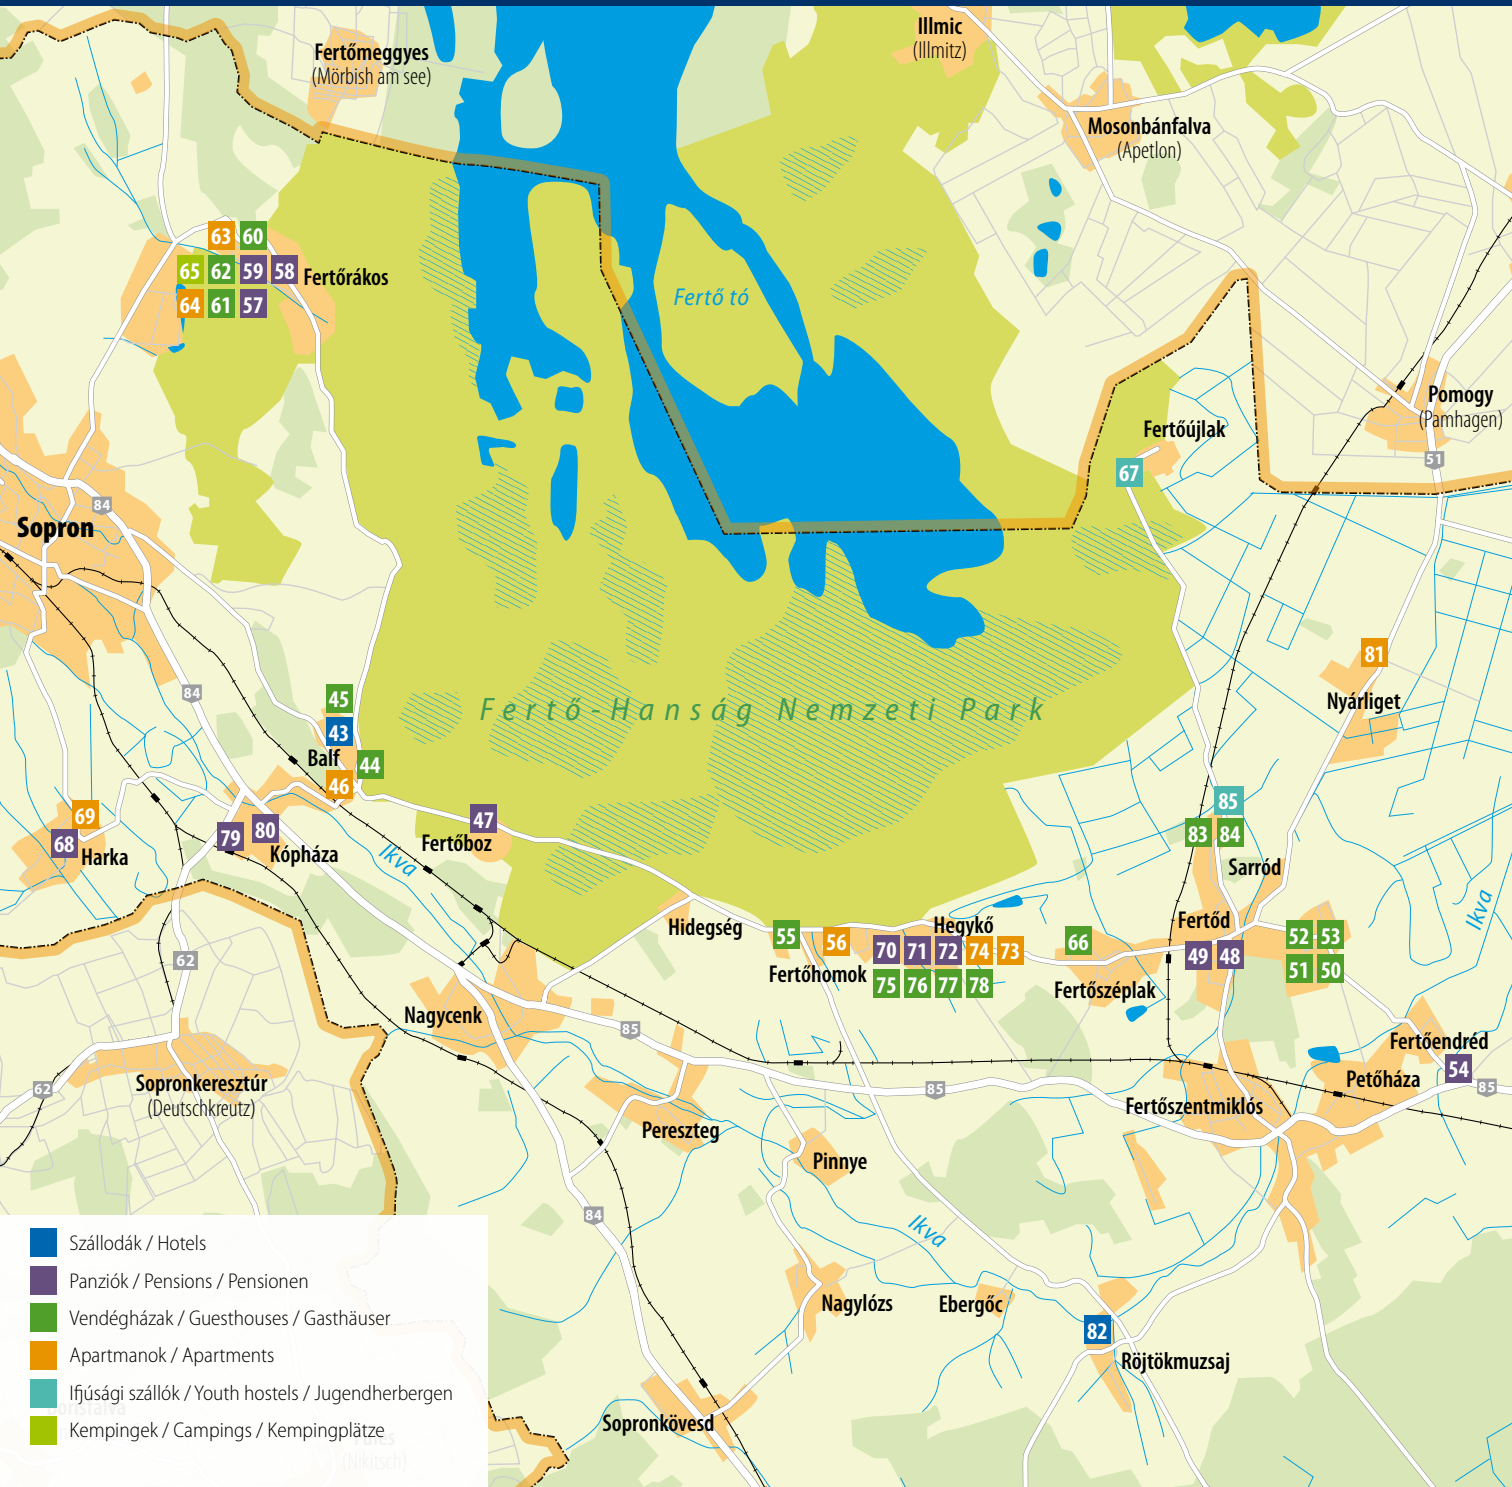 Illmic
(Illmitz)
Fertőmeggyes
(Mörbish am see)
Mosonbánfalva
(Apetlon)
63 60
65 62 59 58 Fertőrákos
64 61 57
Fertő tó
Pomogy
(Pamhagen)
Fertőújlak
51
67
84
Sopron
81
84
45
Nyárliget
Fertő-Hanság Nemzeti Park
43
Balf
44
46
85
69
47
79 80
83 84
68
Harka
Kópháza
Fertőboz
Ikva
Sarród
Ikva
Hidegség
Hegykő
Fertőd
55 56
66
52 53
70 71 72 74 73
49 48
62
Fertőhomok
51 50
75 76 77 78
Fertőszéplak
Nagycenk
85
Fertőendréd
54
Sopronkeresztúr
(Deutschkreutz)
62
85
Petőháza
85
Fertőszentmiklós
Pereszteg
Pinnye
84
Ikva
Nagylózs
Ebergőc
82
Röjtökmuzsaj
Sopronkövesd
Szállodák / Hotels
Panziók / Pensions / Pensionen
Vendégházak / Guesthouses / Gasthäuser
Apartmanok / Apartments
Ifjúsági szállók / Youth hostels / Jugendherbergen
Kempingek / Campings / Kempingplätze
(Nikitsch)